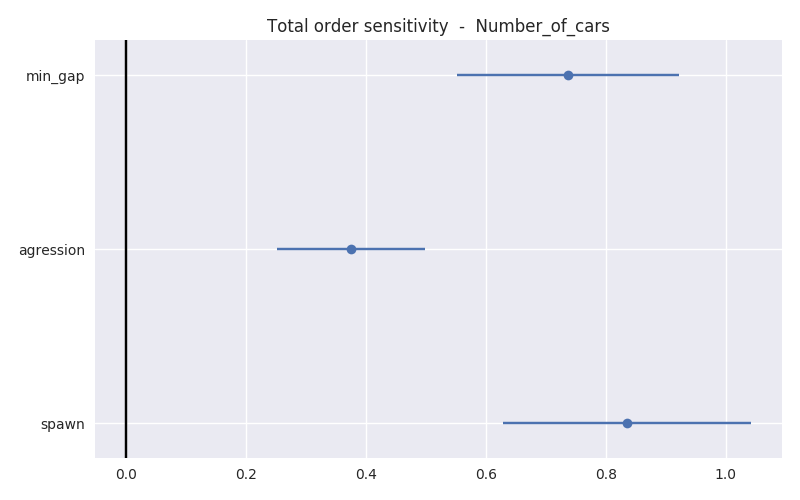 Total order sensitivity - Number_of_cars
min_gap
agression
spawn
0.0 0.2 0.4 0.6 0.8 1.0